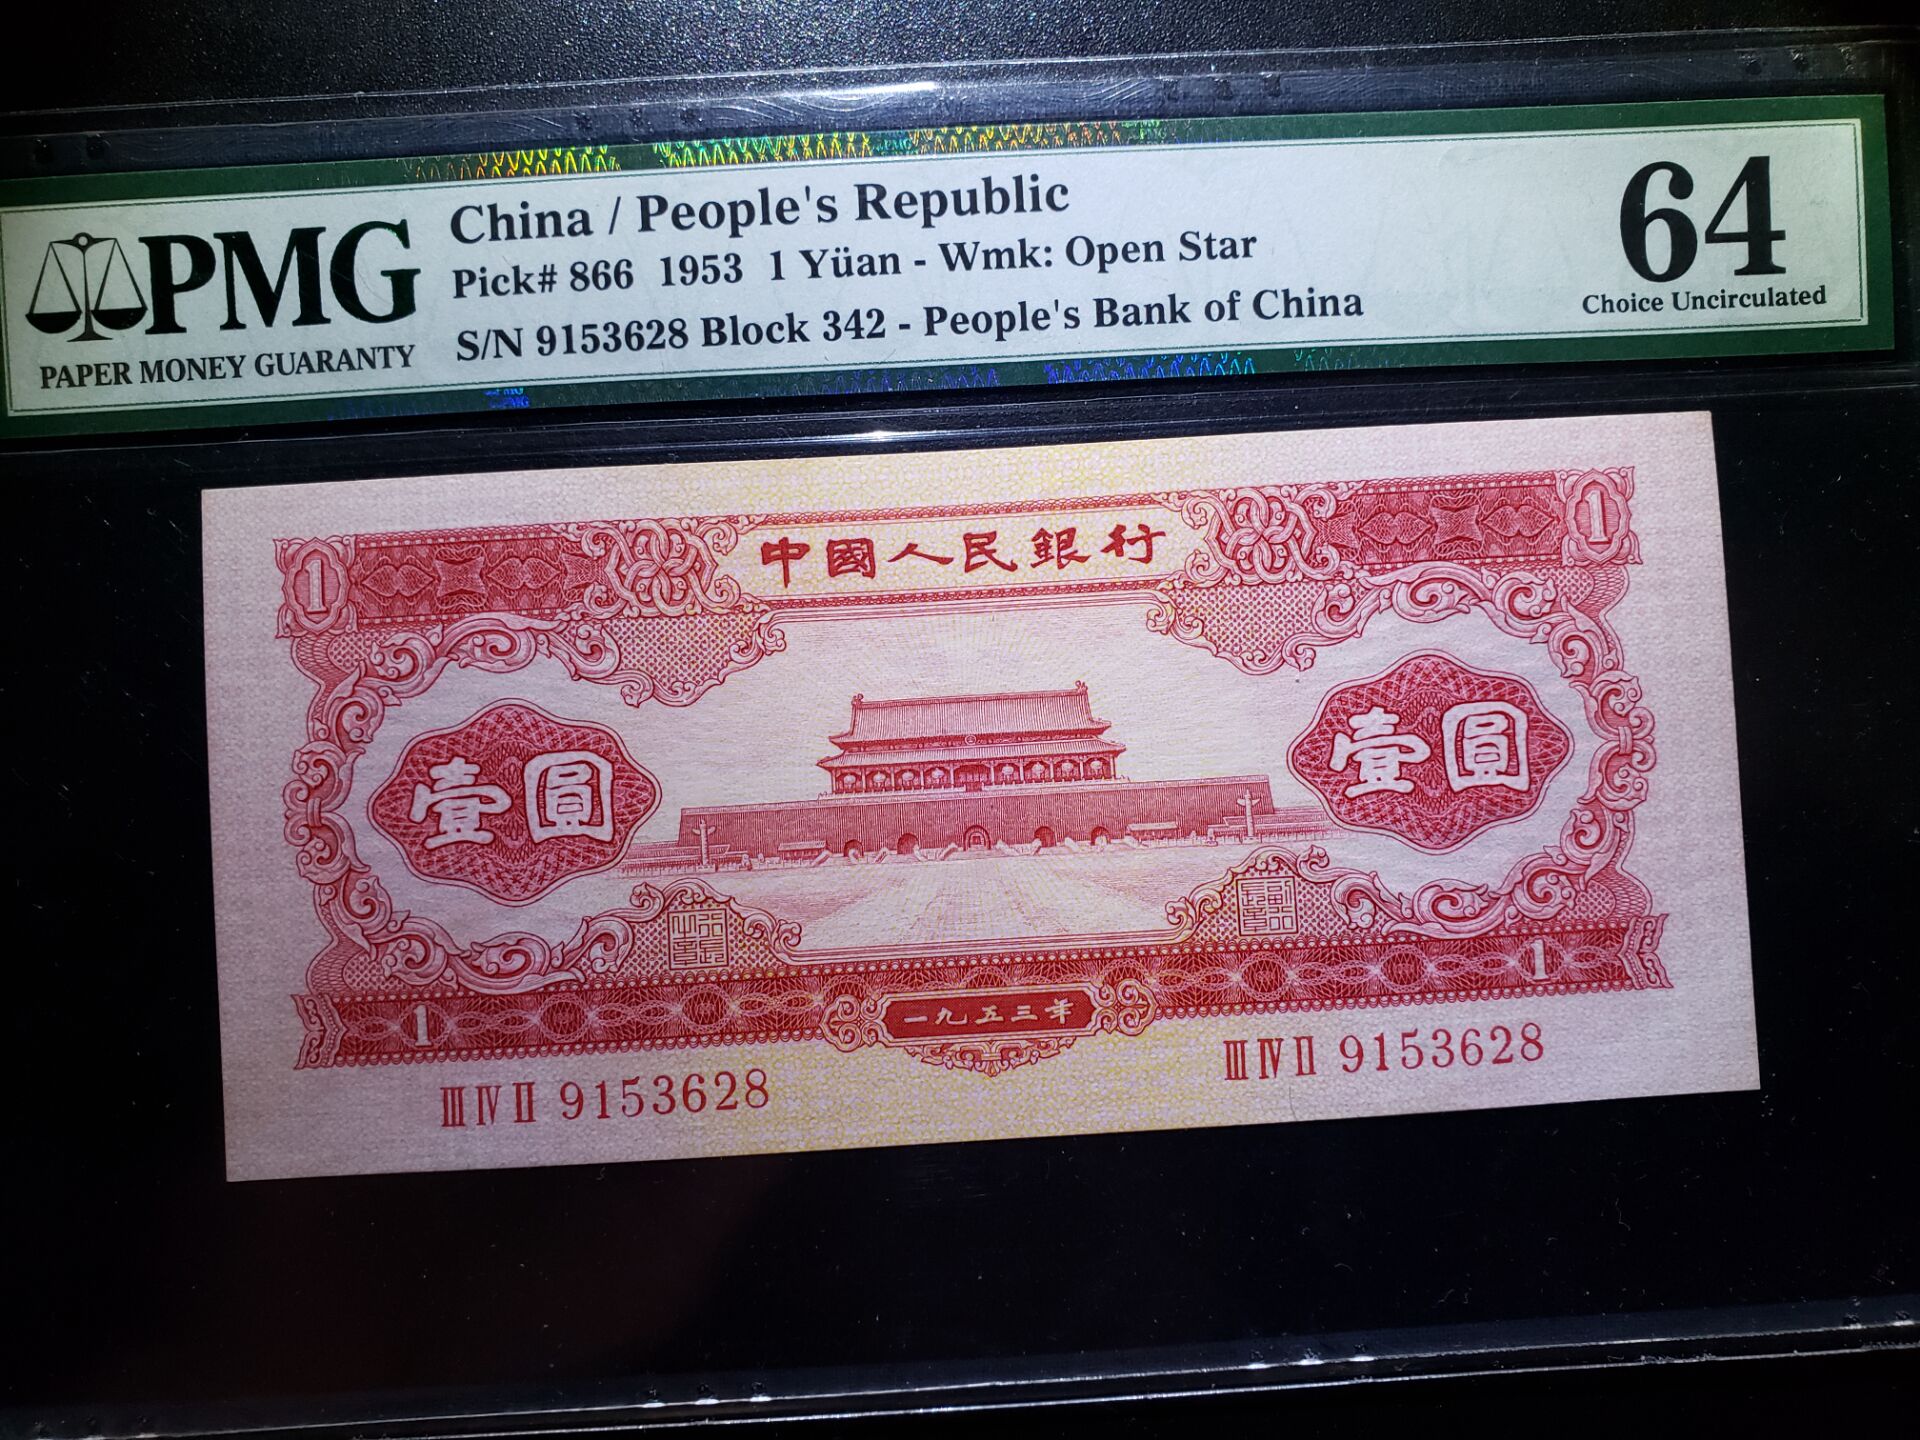 PMG
PAPER MONEY GUARANTY
China / People's Republic
Pick# 866 1953 1 Yüan - Wmk: Open Star
S/N 9153628 Block 342 - People's Bank of China
64
Choice Uncirculated
1
中國人民銀行
1
壹圓
壹圓
1
一九五三年
1
ⅢⅣⅡ 9153628
ⅢⅣⅡ 9153628